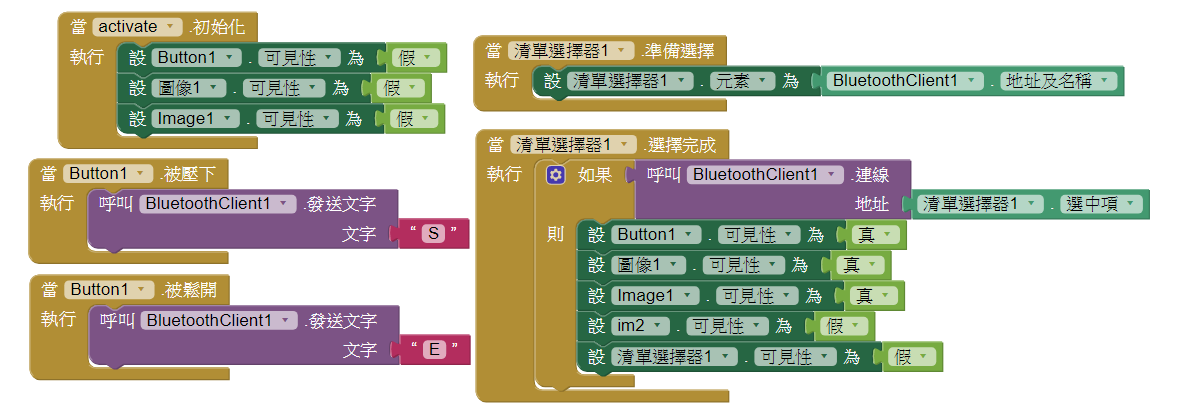 當 activate .初始化
執行 設 Button1 . 可見性 為 假
設 圖像1 . 可見性 為 假
設 Image1 . 可見性 為 假
當 Button1 .被壓下
執行 呼叫 BluetoothClient1 .發送文字
文字 “ S ”
當 Button1 .被鬆開
執行 呼叫 BluetoothClient1 .發送文字
文字 “ E ”
當 清單選擇器1 .準備選擇
執行 設 清單選擇器1 . 元素 為 BluetoothClient1 . 地址及名稱
當 清單選擇器1 .選擇完成
執行 如果 呼叫 BluetoothClient1 .連線
地址 清單選擇器1 . 選中項
則 設 Button1 . 可見性 為 真
設 圖像1 . 可見性 為 真
設 Image1 . 可見性 為 真
設 im2 . 可見性 為 假
設 清單選擇器1 . 可見性 為 假